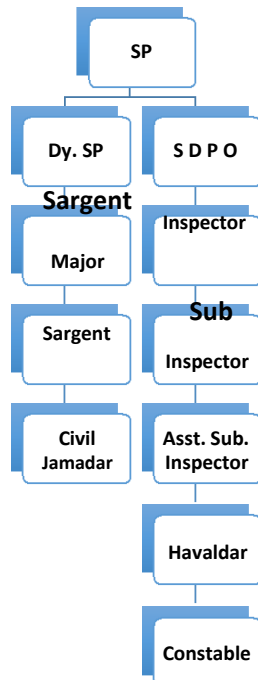 SP
Dy. SP
S D P O
Sargent
Major
Inspector
Sargent
Sub
Inspector
Civil
Jamadar
Asst. Sub.
Inspector
Havaldar
Constable